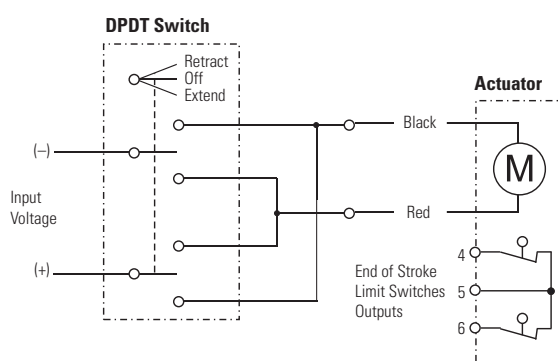 DPDT Switch
Retract
Off
Extend
Actuator
(–)
Black
M
Input
Voltage
Red
(+)
End of Stroke
Limit Switches
Outputs
4
5
6